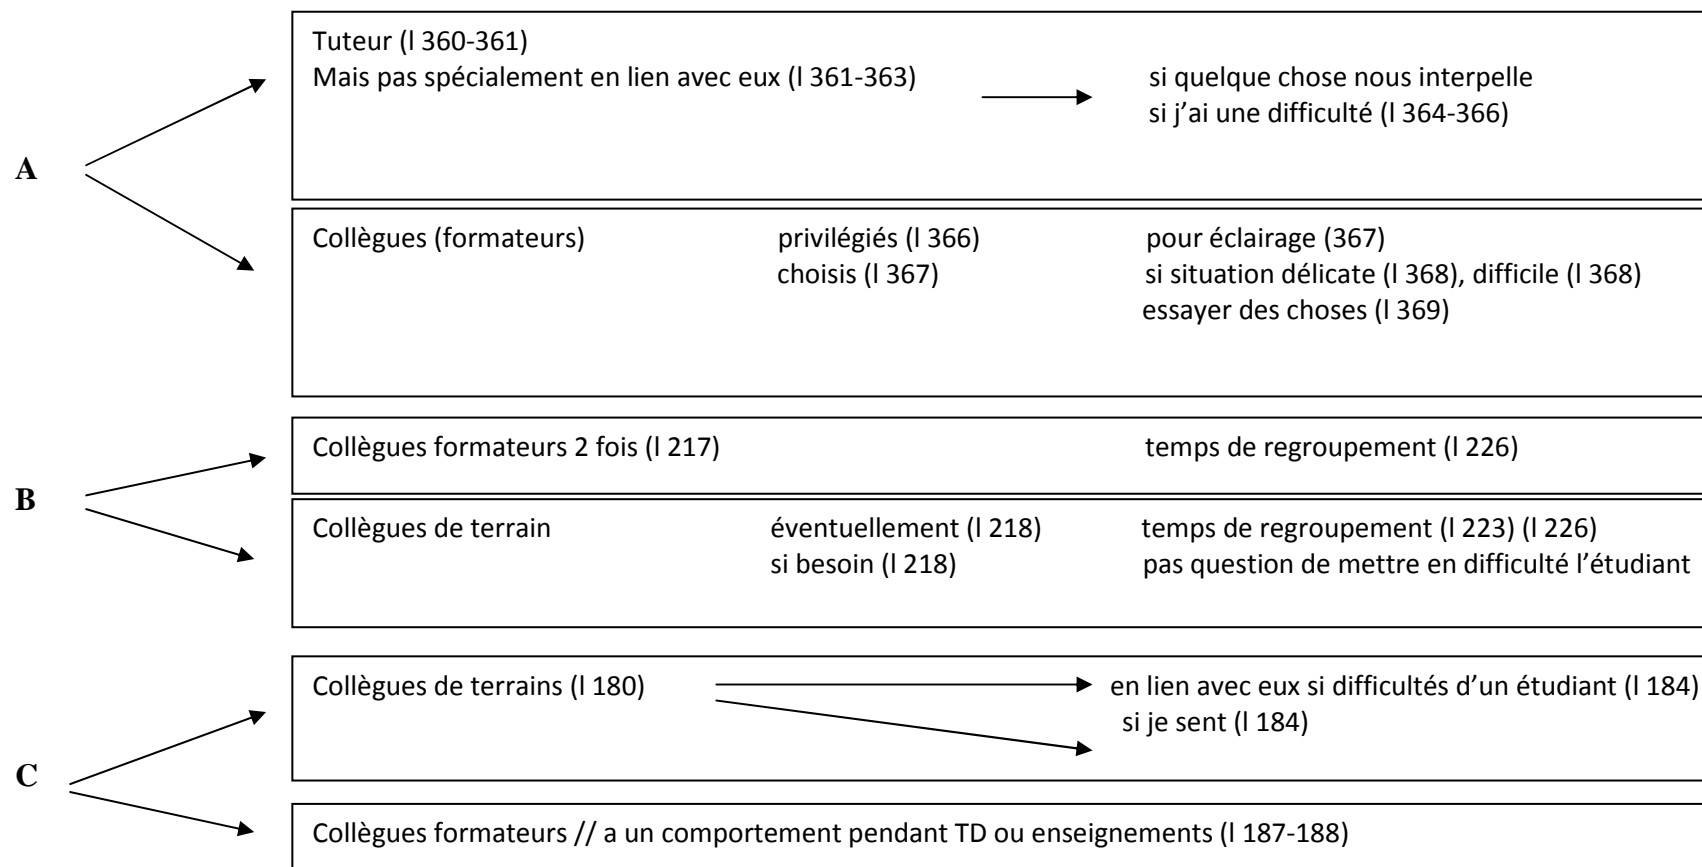 Tuteur (l 360-361)
Mais pas spécialement en lien avec eux (l 361-363)
si quelque chose nous interpelle
si j’ai une difficulté (l 364-366)
A
Collègues (formateurs) privilégiés (l 366) pour éclairage (367)
choisis (l 367) si situation délicate (l 368), difficile (l 368)
essayer des choses (l 369)
Collègues formateurs 2 fois (l 217) temps de regroupement (l 226)
B
Collègues de terrain éventuellement (l 218) temps de regroupement (l 223) (l 226)
si besoin (l 218) pas question de mettre en difficulté l’étudiant
Collègues de terrains (l 180) en lien avec eux si difficultés d’un étudiant (l 184)
si je sent (l 184)
C
Collègues formateurs // a un comportement pendant TD ou enseignements (l 187-188)